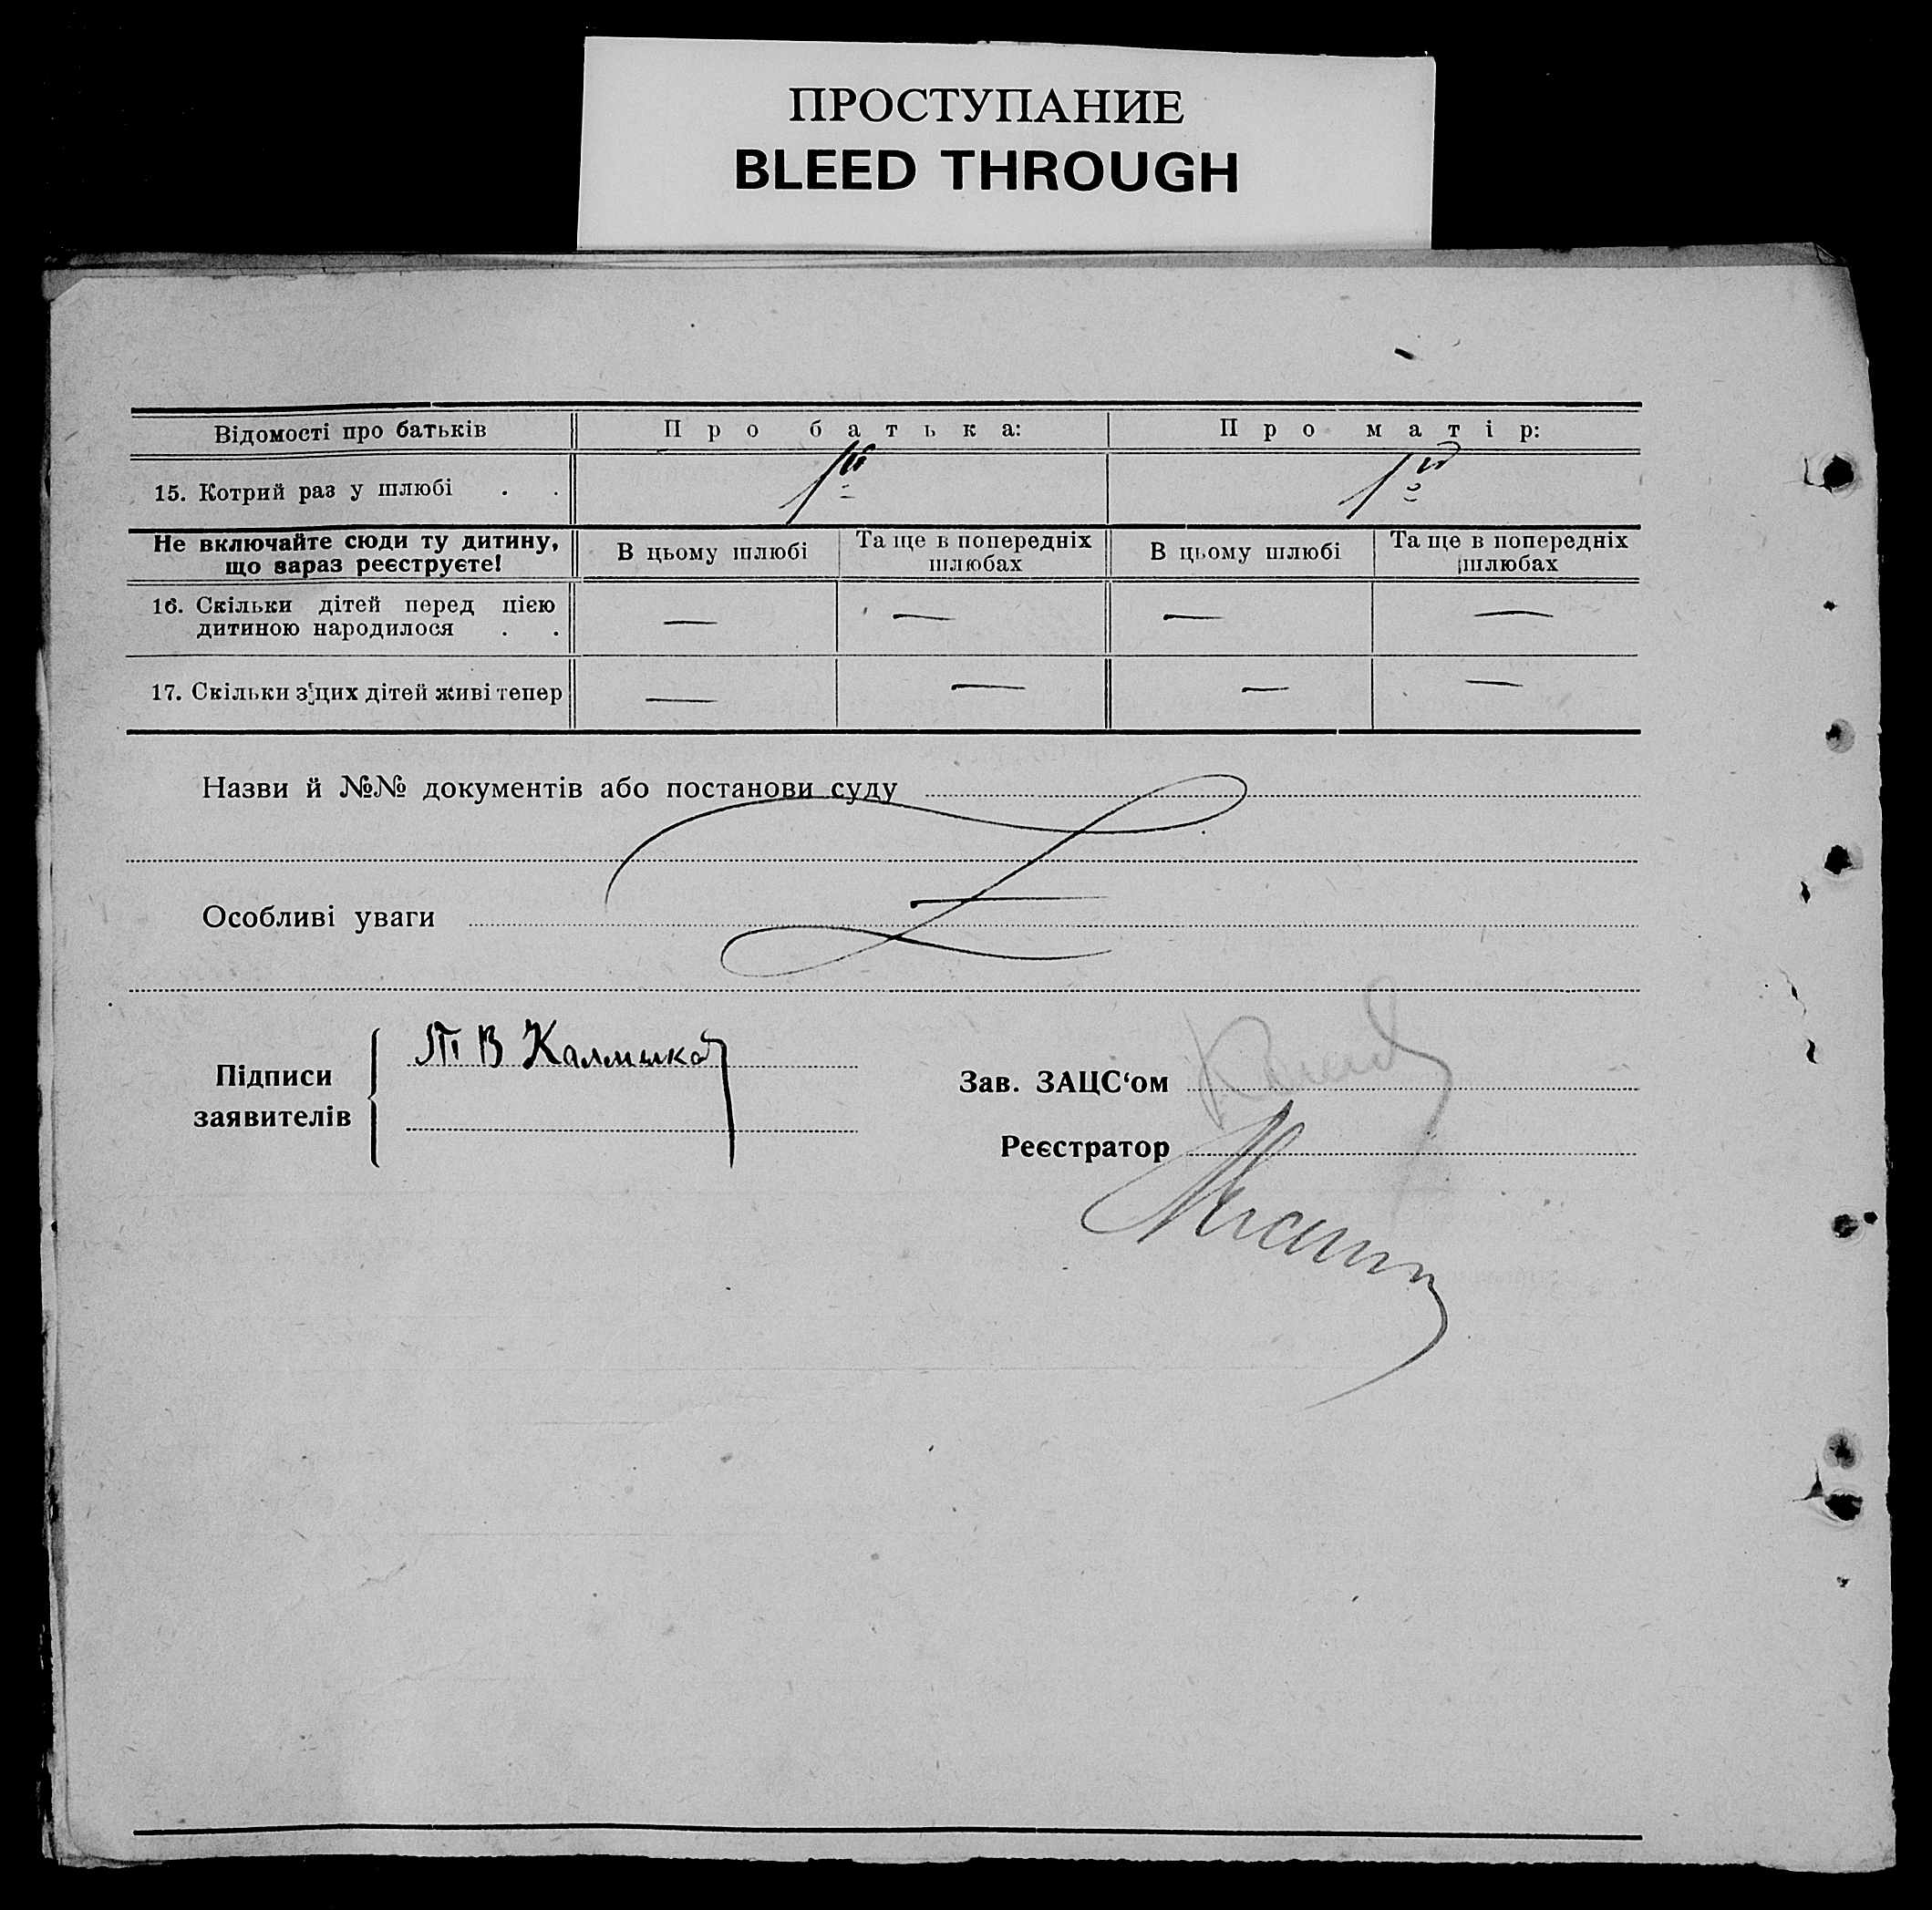 ПРОСТУПАНИЕ
BLEED THROUGH
Відомості про батьків Про батька: Про матір:
15. Котрий раз у шлюбі . . 1й 1й
Не включайте сюди ту дитину, що зараз реєструєте! В цьому шлюбі Та ще в попередніх шлюбах В цьому шлюбі Та ще в попередніх шлюбах
16. Скільки дітей перед цією
дитиною народилося . . — — — —
17. Скільки з цих дітей живі тепер — — — —
Назви й №№ документів або постанови суду
Особливі уваги
Підписи
заявителів
Т В Калмика
Зав. ЗАЦС‘ом
Реєстратор